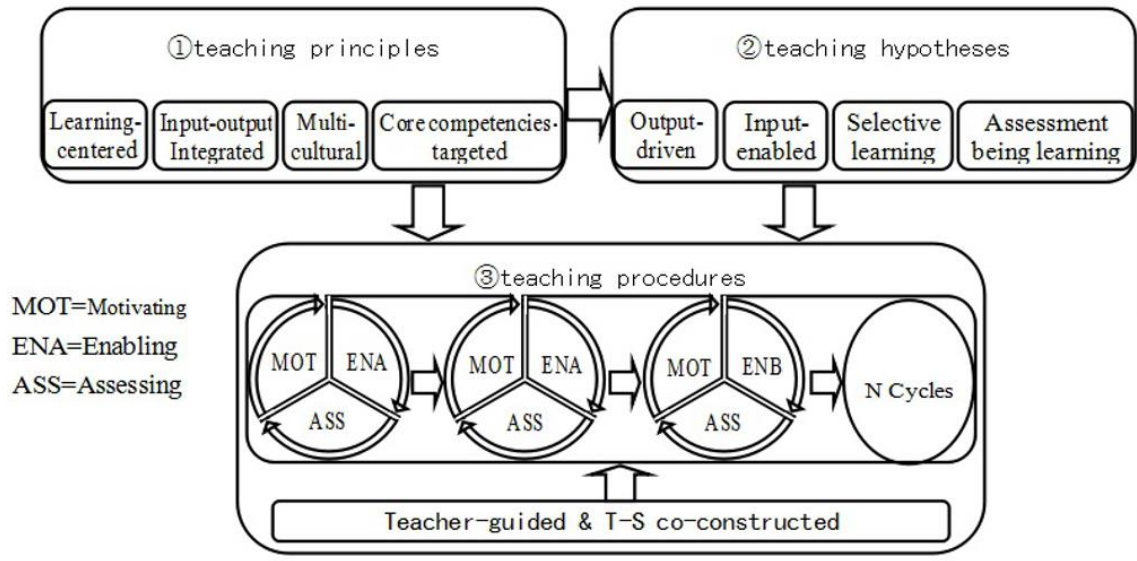 ①teaching principles
Learning-
centered
Input-output
Integrated
Multi-
cultural
Core competencies-
targeted
②teaching hypotheses
Output-
driven
Input-
enabled
Selective
learning
Assessment
being learning
③teaching procedures
MOT=Motivating
ENA=Enabling
ASS=Assessing
MOT ENA
ASS
MOT ENA
ASS
MOT ENB
ASS
N Cycles
Teacher-guided & T-S co-constructed